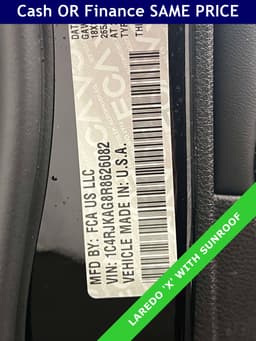 Cash OR Finance SAME PRICE
MFD BY: FCA US LLC
VIN: 1C4RJKAG8R8626082
VEHICLE MADE IN: U.S.A.
LAREDO 'X' WITH SUNROOF